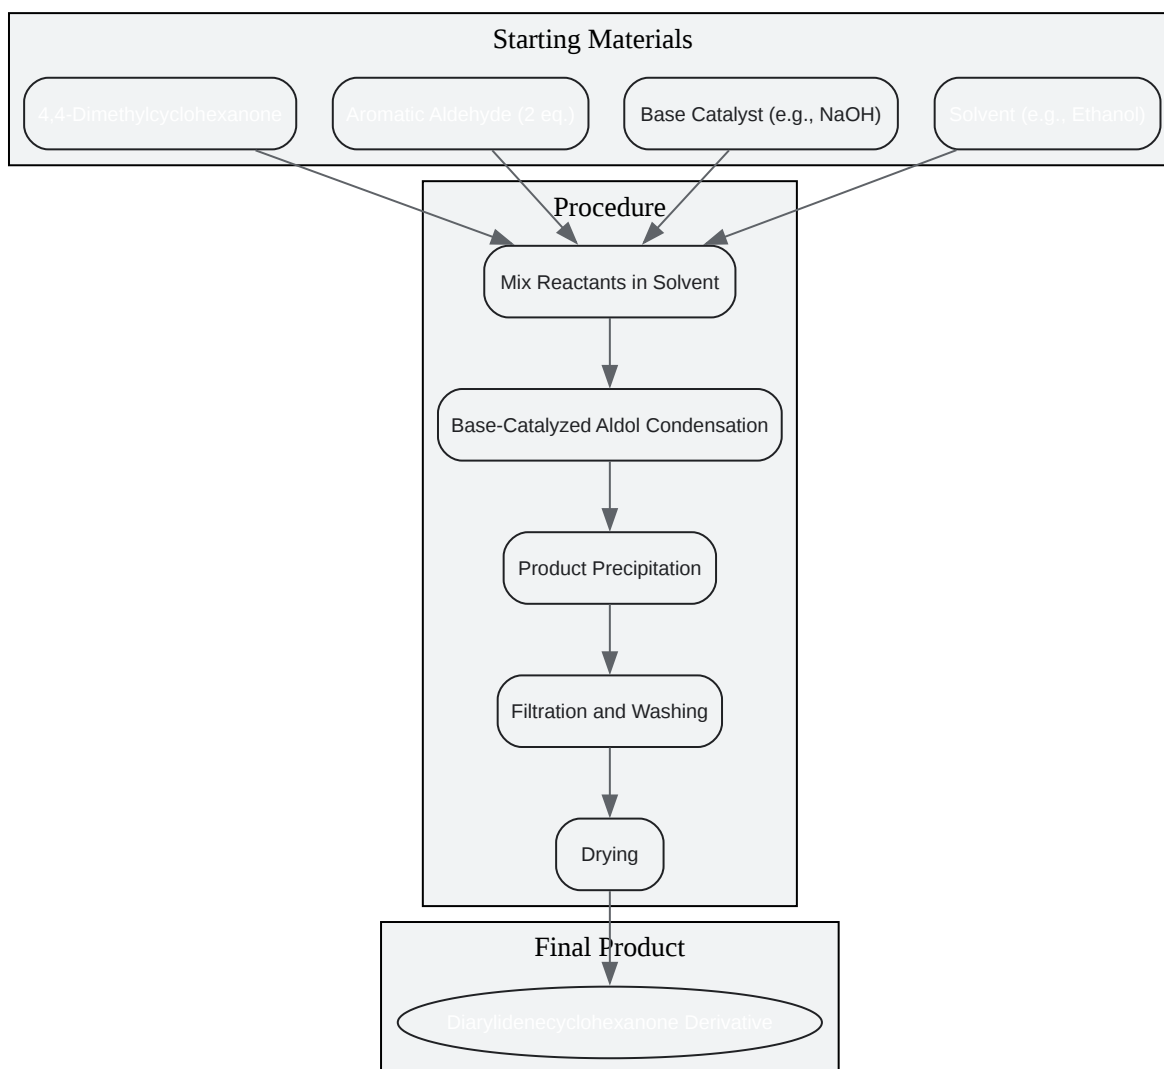 Starting Materials
4,4-Dimethylcyclohexanone
Aromatic Aldehyde (2 eq.)
Base Catalyst (e.g., NaOH)
Solvent (e.g., Ethanol)
Procedure
Mix Reactants in Solvent
Base-Catalyzed Aldol Condensation
Product Precipitation
Filtration and Washing
Drying
Final Product
Diarylidenecyclohexanone Derivative